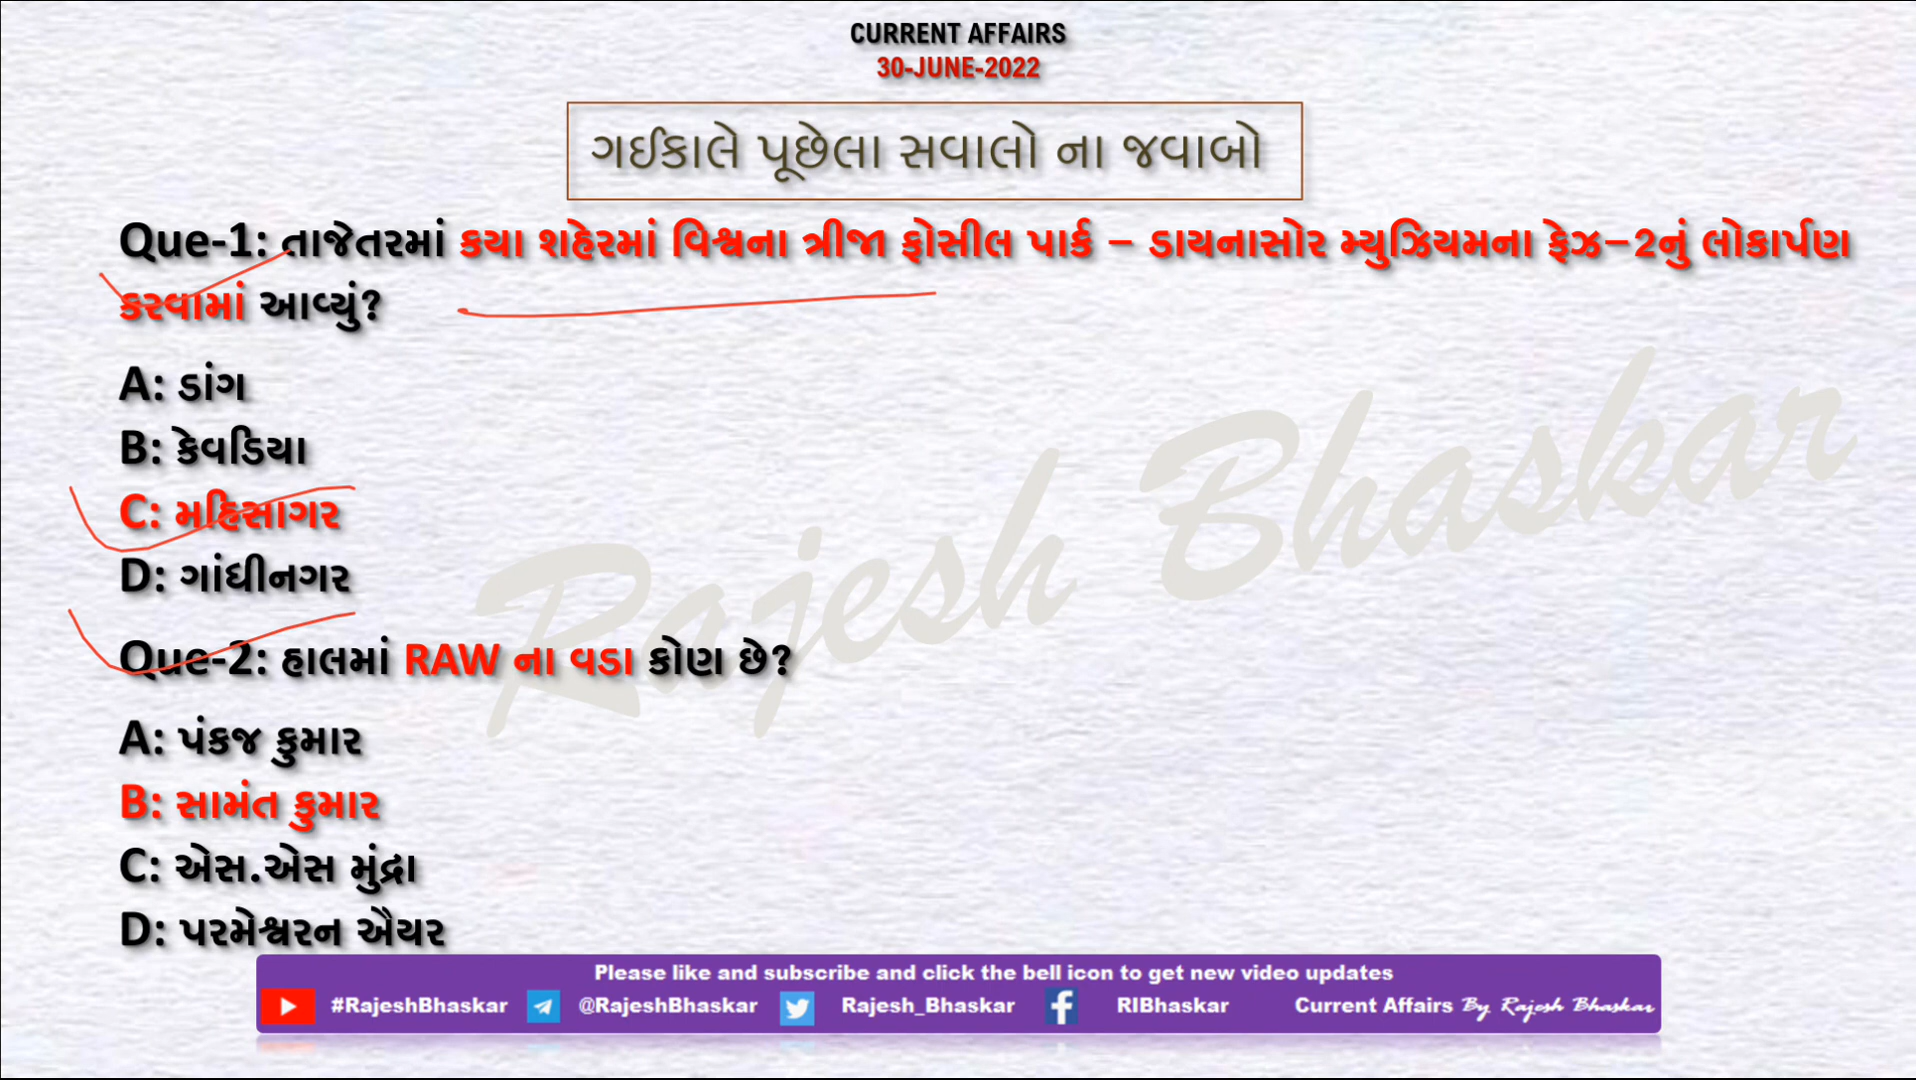 CURRENT AFFAIRS
30-JUNE-2022
ગઈકાલે પૂછેલા સવાલો ના જવાબો
Que-1: તાજેતરમાં કયા શહેરમાં વિશ્વના ત્રીજા ફોસીલ પાર્ક – ડાયનાસોર મ્યુઝિયમના ફેઝ–2નું લોકાર્પણ
કરવામાં આવ્યું?
A: ડાંગ
B: કેવડિયા
C: મહિસાગર
D: ગાંધીનગર
Que-2: હાલમાં RAW ના વડા કોણ છે?
A: પંકજ કુમાર
B: સામંત કુમાર
C: એસ.એસ મુંદ્રા
D: પરમેશ્વરન ઐયર
Rajesh Bhaskar
Please like and subscribe and click the bell icon to get new video updates
#RajeshBhaskar @RajeshBhaskar Rajesh_Bhaskar RIBhaskar Current Affairs By Rajesh Bhaskar